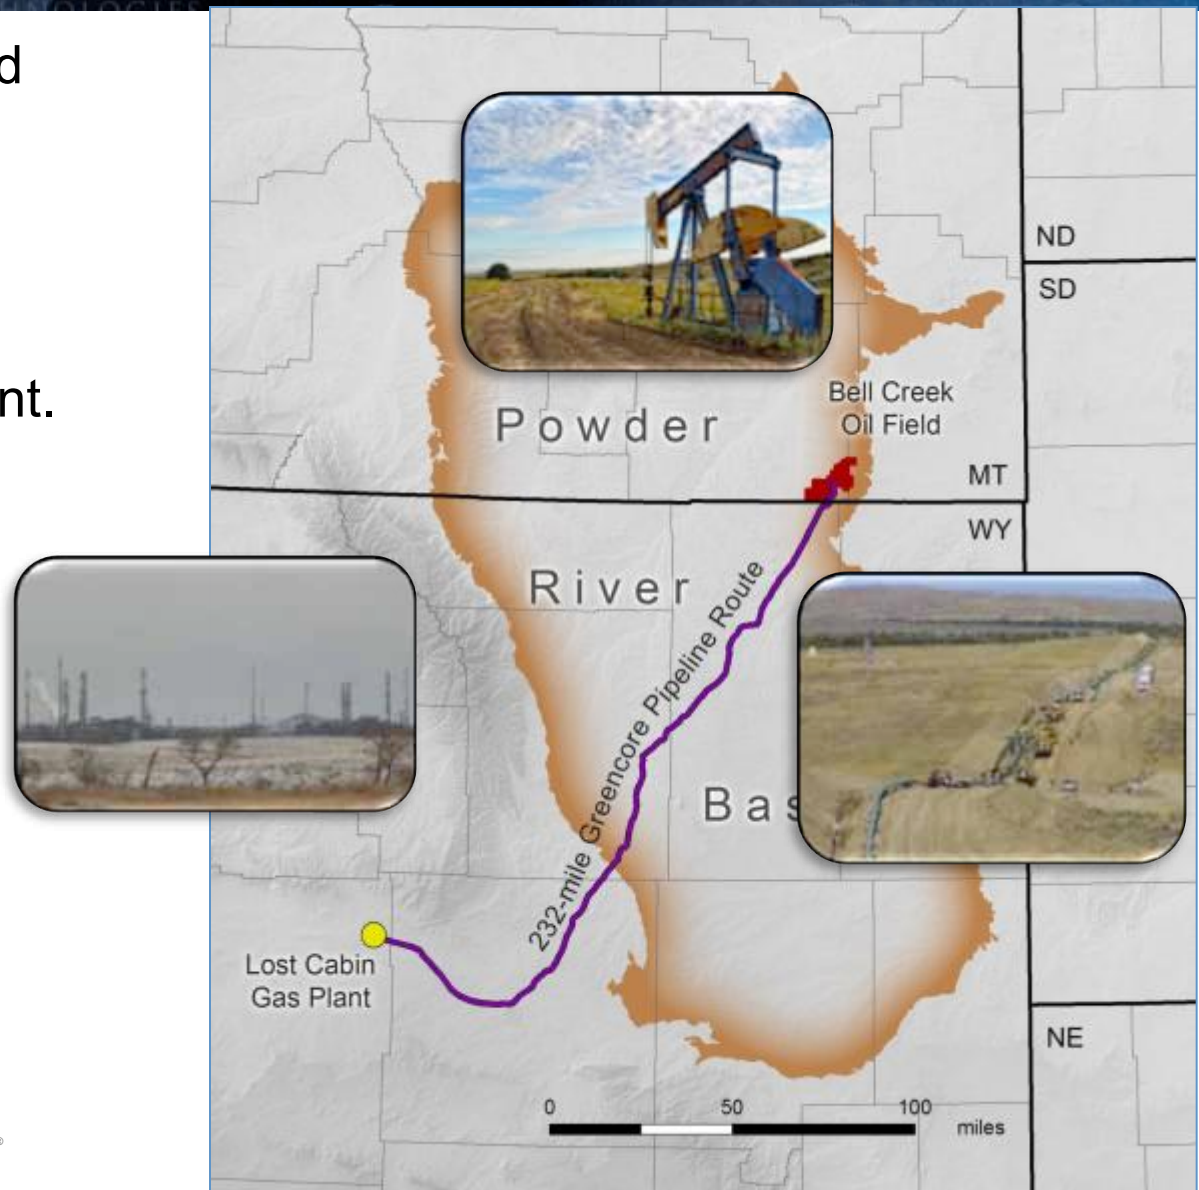 d
nt.
ND
SD
Bell Creek
Oil Field
Powder
MT
WY
River
232-mile Greencore Pipeline Route
Bas
Lost Cabin
Gas Plant
NE
0 50 100
miles
©